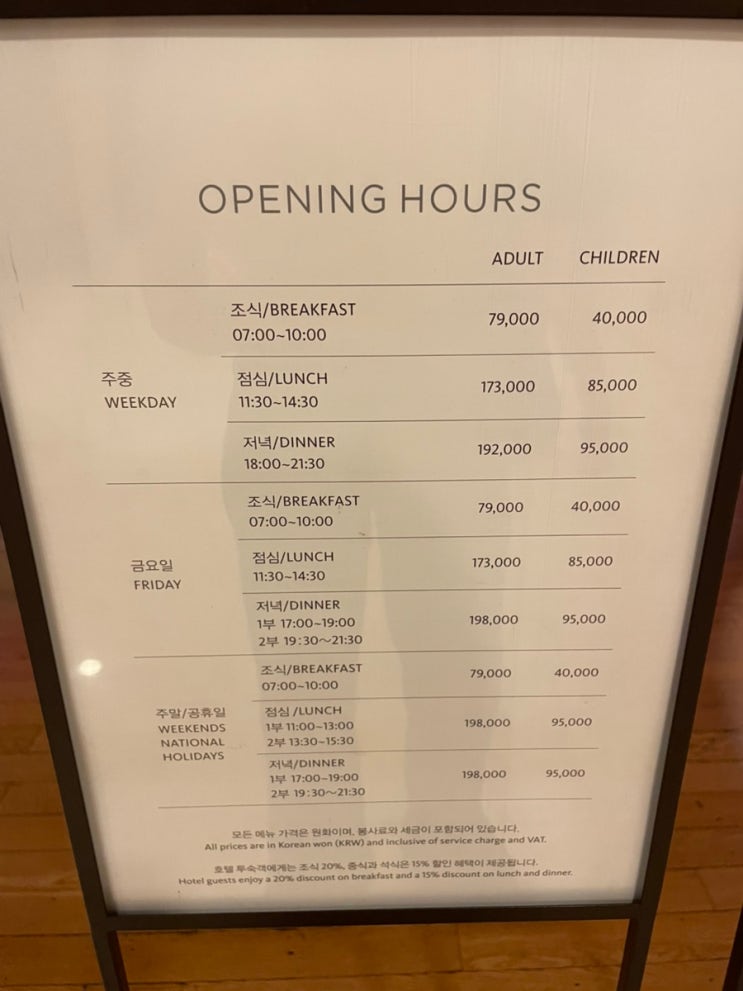 OPENING HOURS
ADULT CHILDREN
조식/BREAKFAST
07:00~10:00
79,000 40,000
주중
WEEKDAY
점심/LUNCH
11:30~14:30
173,000 85,000
저녁/DINNER
18:00~21:30
192,000 95,000
조식/BREAKFAST
07:00~10:00
79,000 40,000
금요일
FRIDAY
점심/LUNCH
11:30~14:30
173,000 85,000
저녁/DINNER
1부 17:00~19:00
2부 19:30~21:30
198,000 95,000
조식/BREAKFAST
07:00~10:00
79,000 40,000
주말/공휴일
WEEKENDS
NATIONAL
HOLIDAYS
점심/LUNCH
1부 11:00~13:00
2부 13:30~15:30
198,000 95,000
저녁/DINNER
1부 17:00~19:00
2부 19:30~21:30
198,000 95,000
모든 메뉴 가격은 원화이며, 봉사료와 세금이 포함되어 있습니다.
All prices are in Korean won (KRW) and inclusive of service charge and VAT.
호텔 투숙객에게는 조식 20%, 중식과 석식은 15% 할인 혜택이 제공됩니다.
Hotel guests enjoy a 20% discount on breakfast and a 15% discount on lunch and dinner.